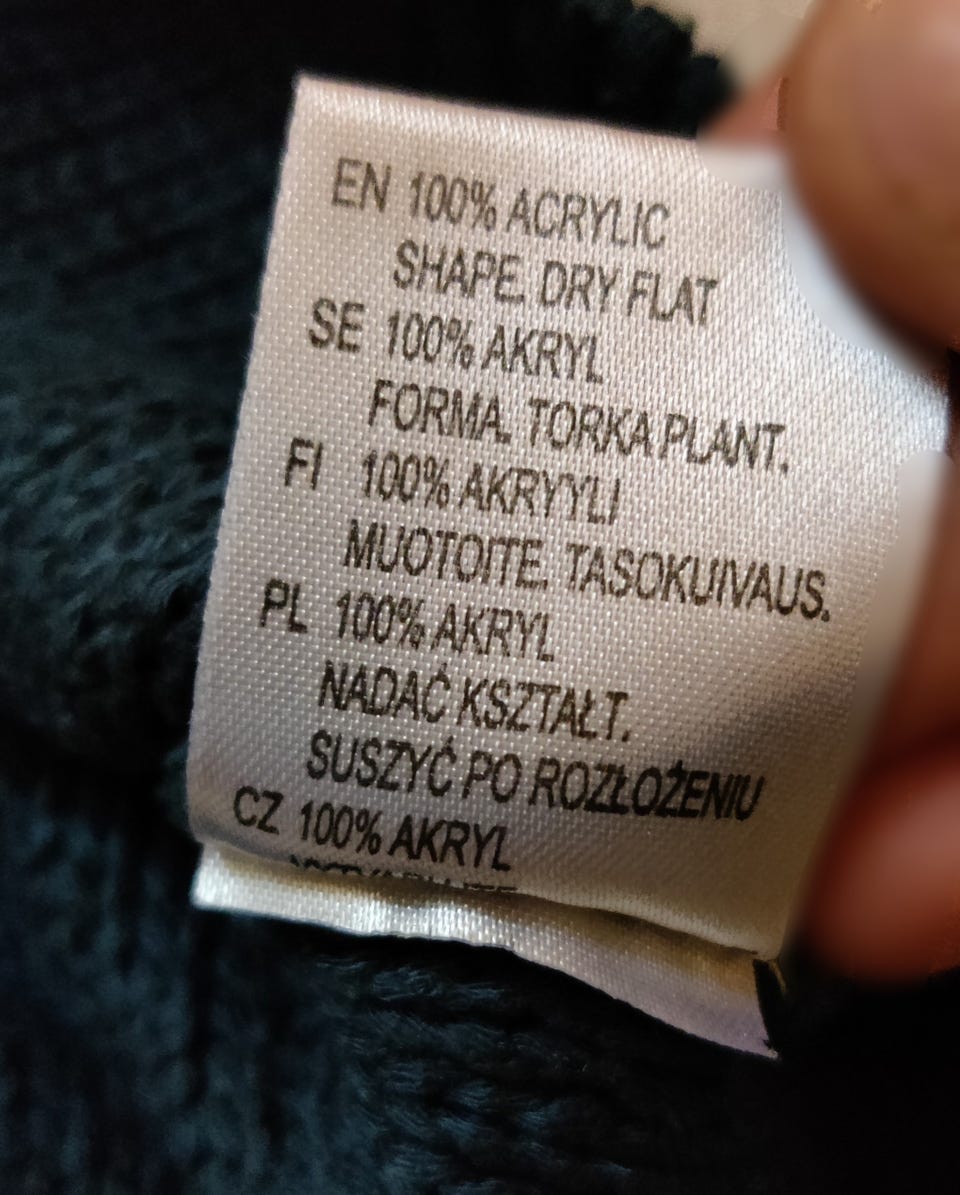 EN 100% ACRYLIC
SHAPE. DRY FLAT
SE 100% AKRYL
FORMA. TORKA PLANT.
FI 100% AKRYYLI
MUOTOITE. TASOKUIVAUS.
PL 100% AKRYL
NADAĆ KSZTAŁT.
SUSZYĆ PO ROZŁOŻENIU
CZ 100% AKRYL